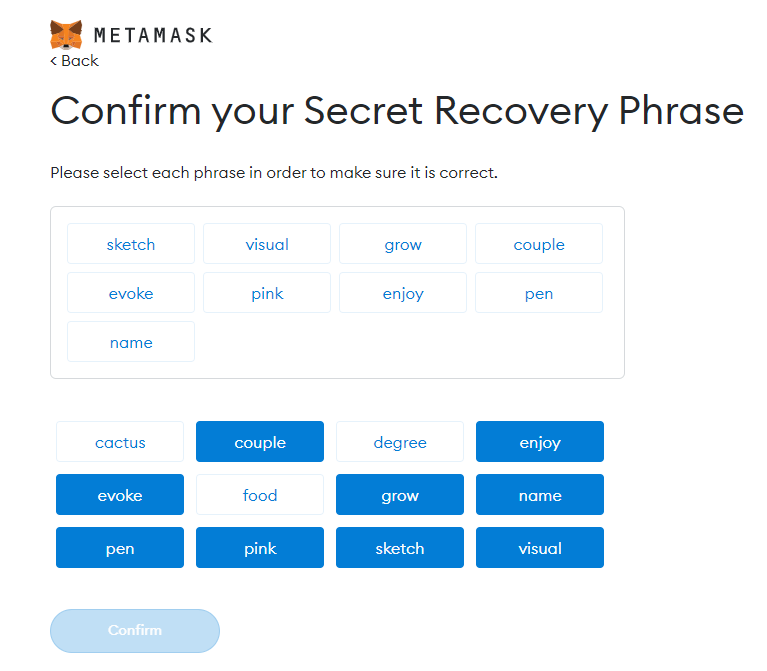 METAMASK
< Back
Confirm your Secret Recovery Phrase
Please select each phrase in order to make sure it is correct.
sketch visual grow couple
evoke pink enjoy pen
name
cactus couple degree enjoy
evoke food grow name
pen pink sketch visual
Confirm